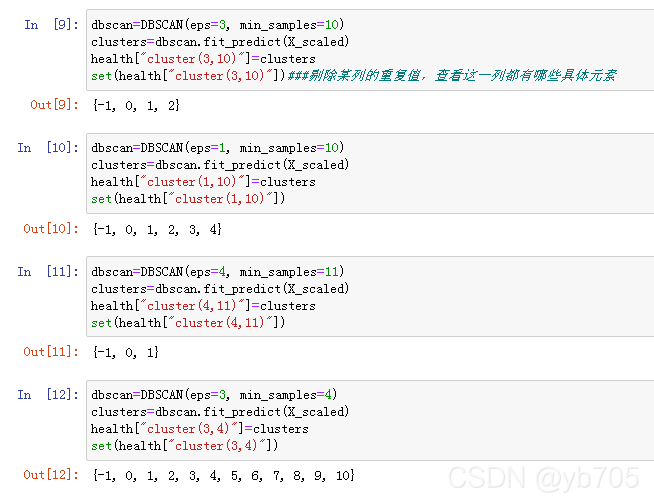 In [9]: dbscan=DBSCAN(eps=3, min_samples=10)
clusters=dbscan.fit_predict(X_scaled)
health["cluster(3,10)"]=clusters
set(health["cluster(3,10)"])###剔除某列的重复值，查看这一列都有哪些具体元素
Out[9]: {-1, 0, 1, 2}
In [10]: dbscan=DBSCAN(eps=1, min_samples=10)
clusters=dbscan.fit_predict(X_scaled)
health["cluster(1,10)"]=clusters
set(health["cluster(1,10)"])
Out[10]: {-1, 0, 1, 2, 3, 4}
In [11]: dbscan=DBSCAN(eps=4, min_samples=11)
clusters=dbscan.fit_predict(X_scaled)
health["cluster(4,11)"]=clusters
set(health["cluster(4,11)"])
Out[11]: {-1, 0, 1}
In [12]: dbscan=DBSCAN(eps=3, min_samples=4)
clusters=dbscan.fit_predict(X_scaled)
health["cluster(3,4)"]=clusters
set(health["cluster(3,4)"])
Out[12]: {-1, 0, 1, 2, 3, 4, 5, 6, 7, 8, 9, 10}
CSDN @yb705